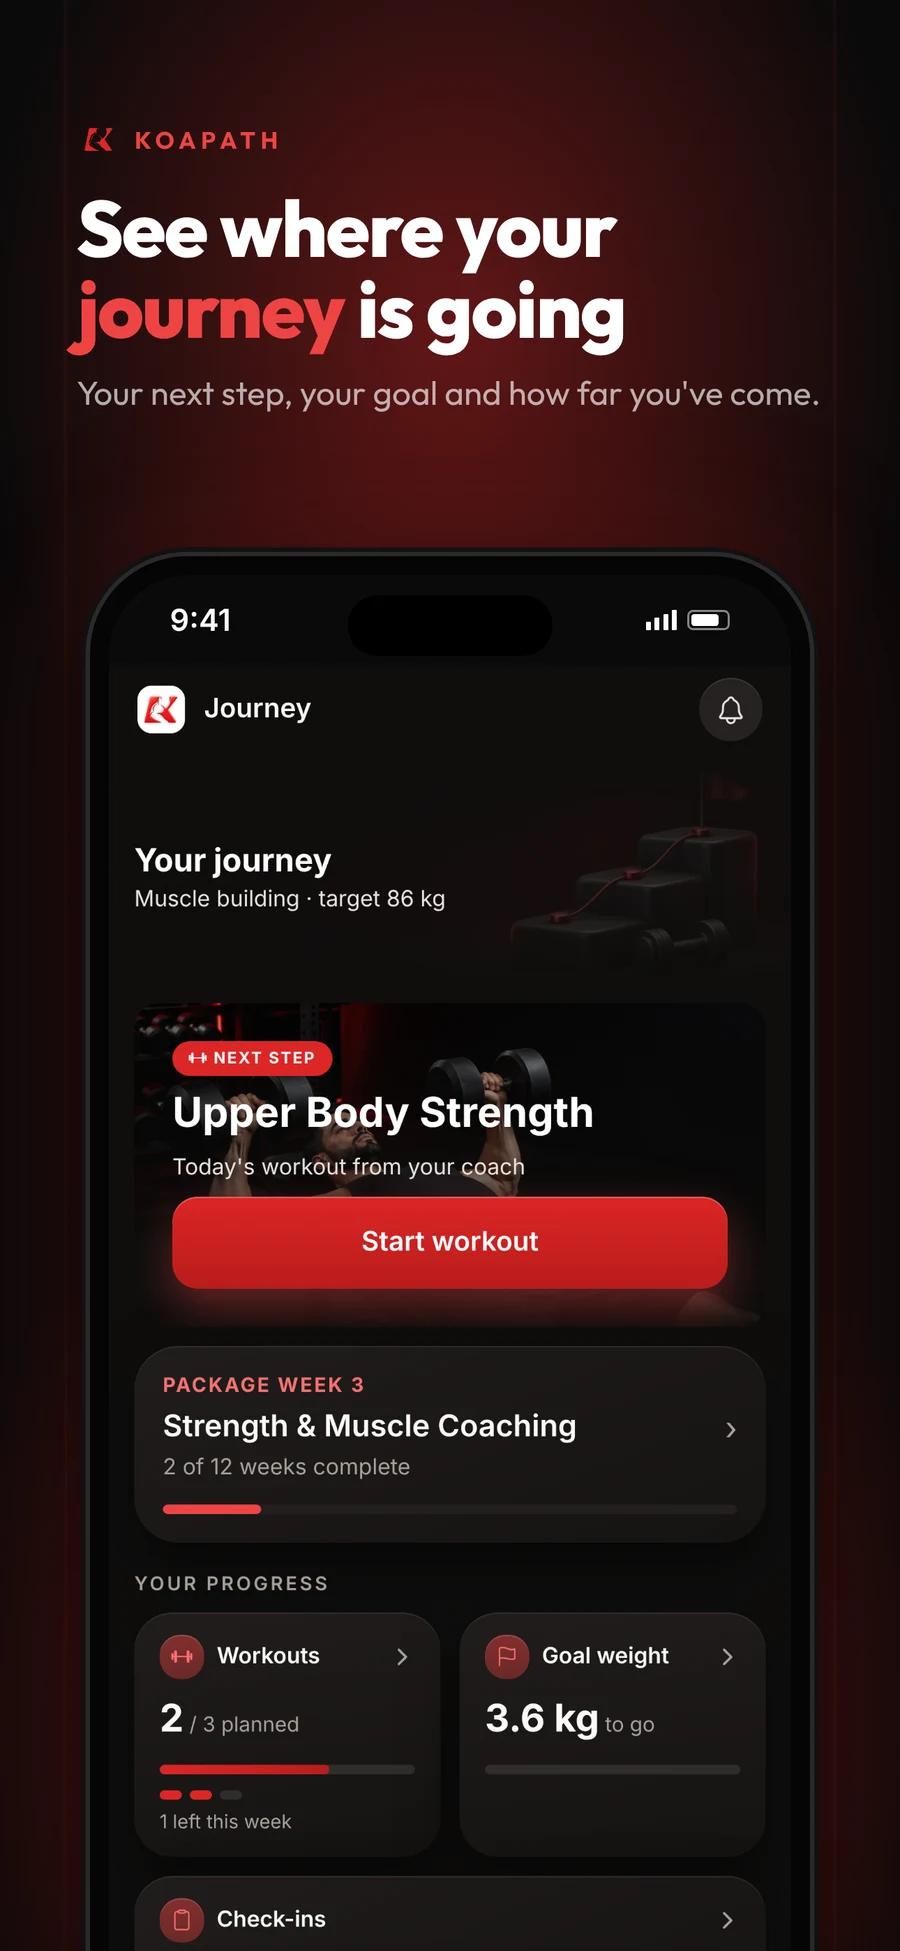 KOAPATH
See where your
journey is going
Your next step, your goal and how far you've come.
9:41
Journey
Your journey
Muscle building · target 86 kg
NEXT STEP
Upper Body Strength
Today's workout from your coach
Start workout
PACKAGE WEEK 3
Strength & Muscle Coaching
2 of 12 weeks complete
YOUR PROGRESS
Workouts
2 / 3 planned
1 left this week
Goal weight
3.6 kg to go
Check-ins